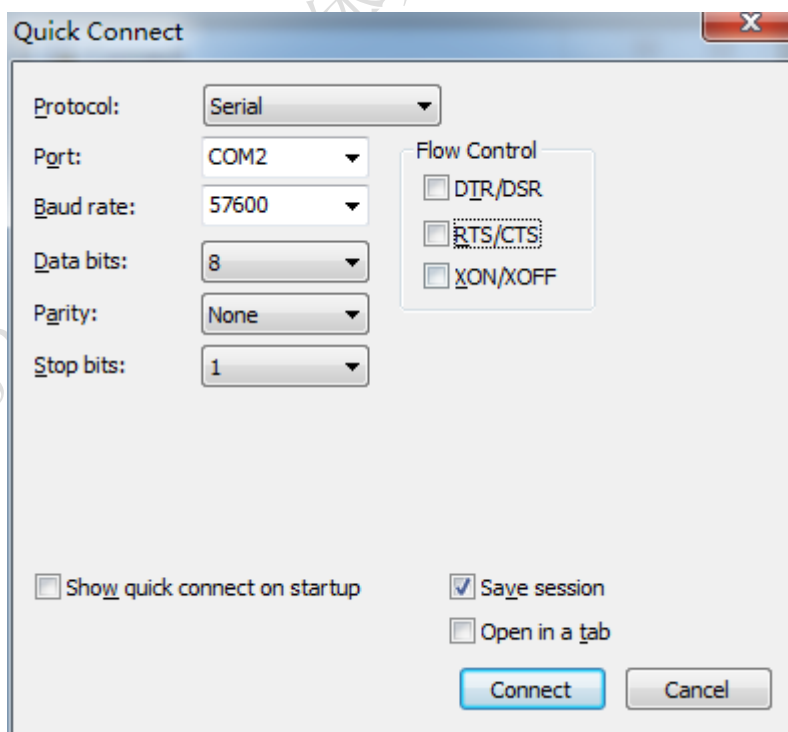 Quick Connect
Protocol: Serial
Port: COM2
Baud rate: 57600
Data bits: 8
Parity: None
Stop bits: 1
Flow Control
DTR/DSR
RTS/CTS
XON/XOFF
Show quick connect on startup
Save session
Open in a tab
Connect
Cancel